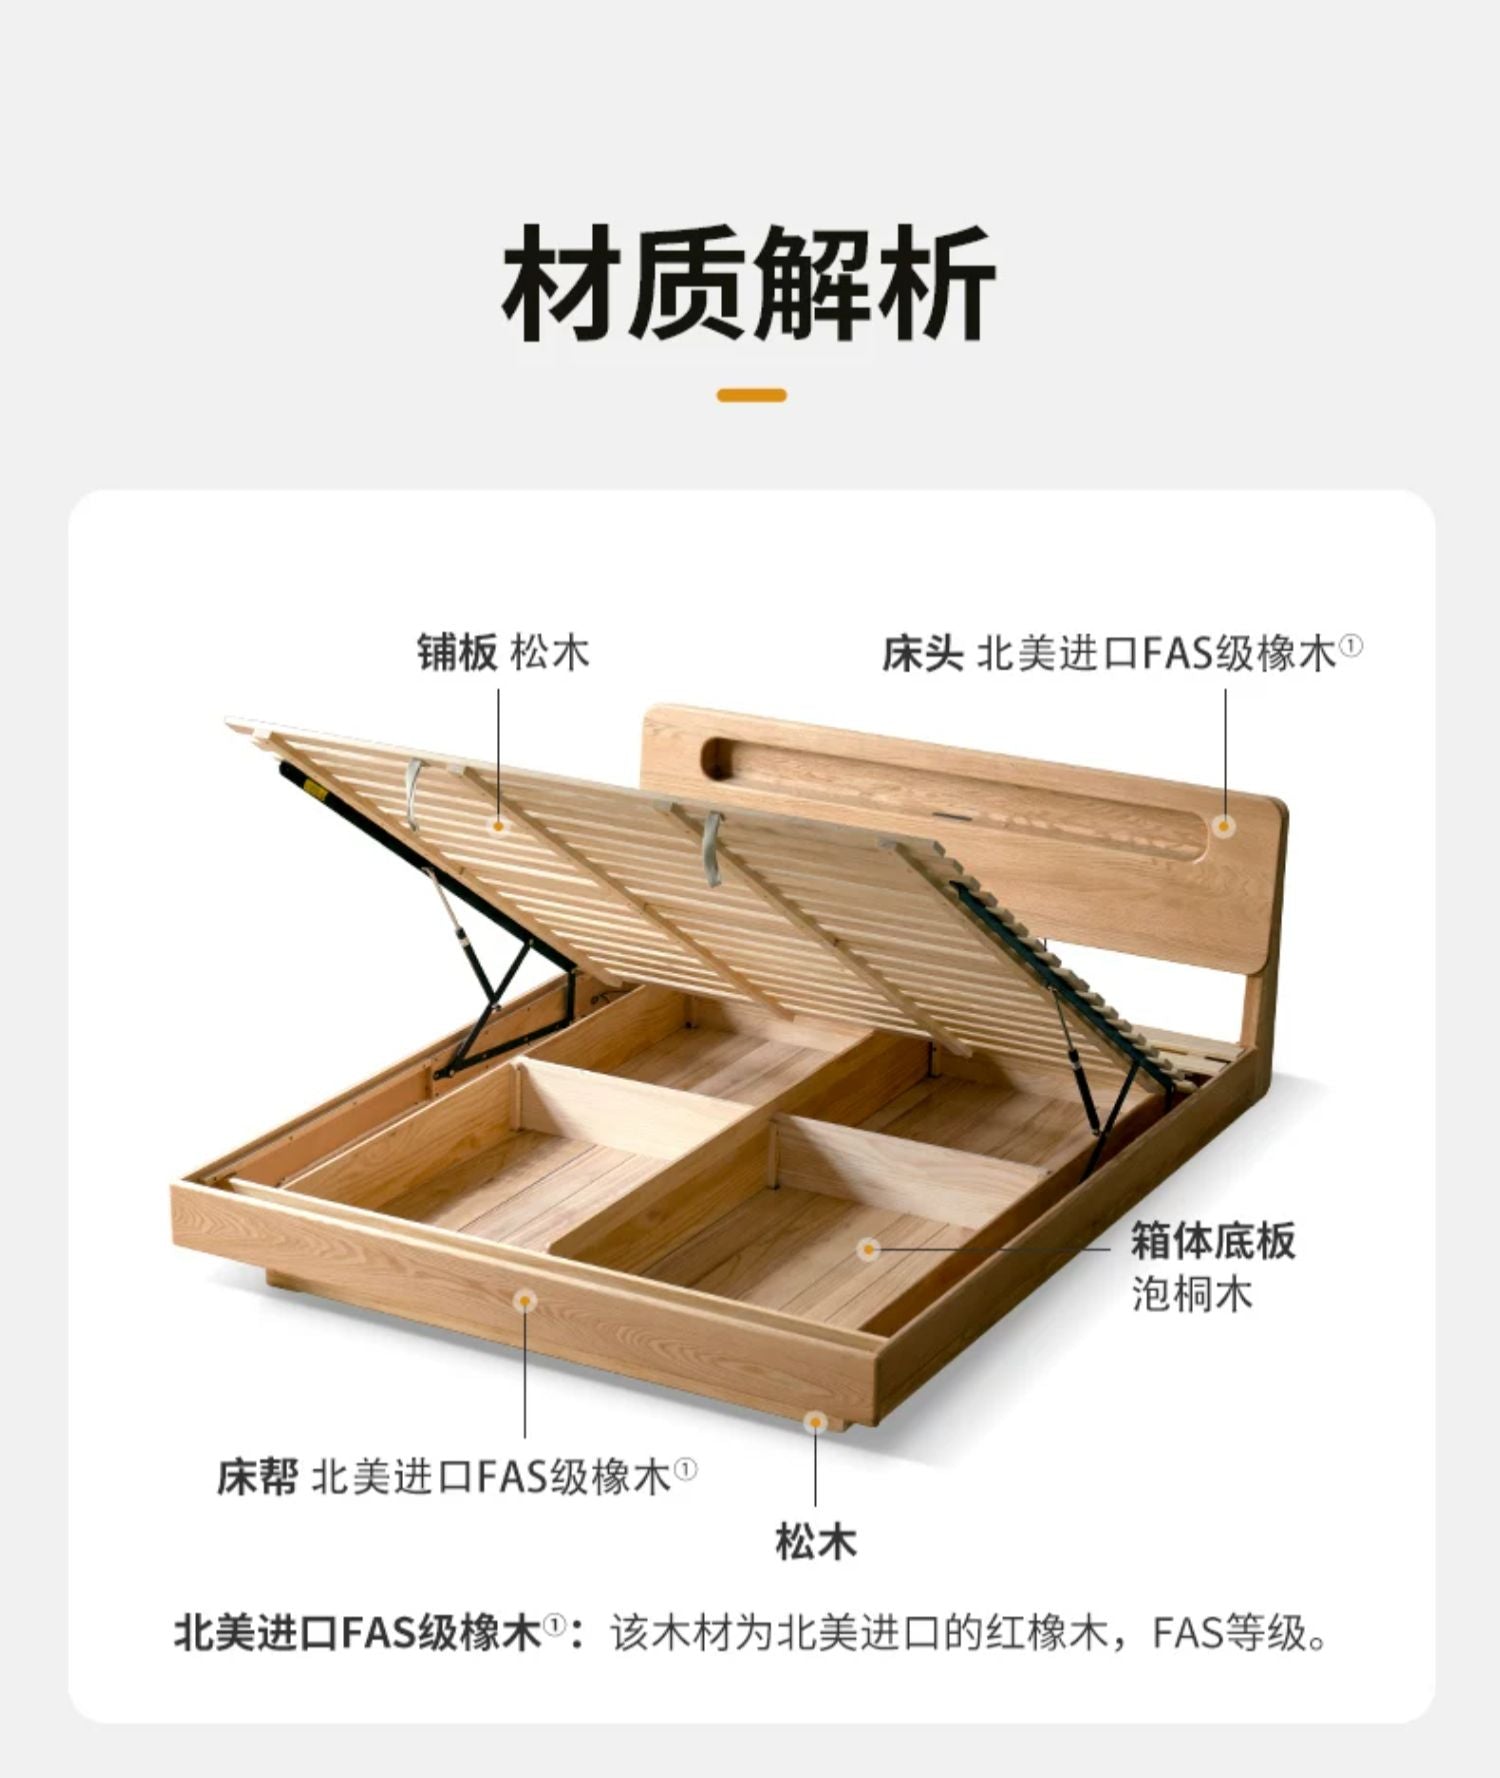 材质解析
铺板 松木
床头 北美进口FAS级橡木①
箱体底板
泡桐木
床帮 北美进口FAS级橡木①
松木
北美进口FAS级橡木①：该木材为北美进口的红橡木，FAS等级。